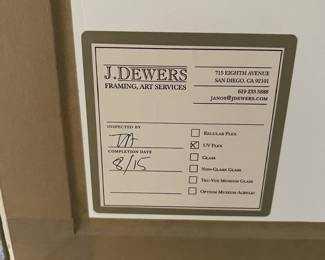 J.DEWERS
FRAMING, ART SERVICES
715 EIGHTH AVENUE
SAN DIEGO, CA 92101
619 233 5888
JANOS@JDEWERS.COM
INSPECTED BY
COMPLETION DATE
8/15
REGULAR PLEX
UV PLEX
GLASS
NON-GLARE GLASS
TRU-VUE MUSEUM GLASS
OPTIUM MUSEUM ACRYLIC